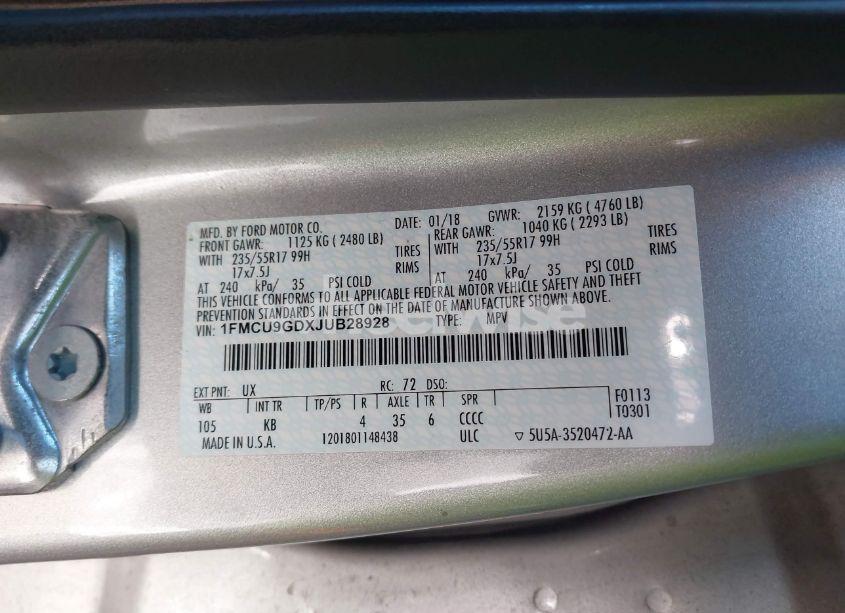 MFD. BY FORD MOTOR CO. DATE: 01/18 GVWR: 2159 KG ( 4760 LB)
FRONT GAWR: 1125 KG ( 2480 LB) REAR GAWR: 1040 KG ( 2293 LB)
WITH 235/55R17 99H TIRES WITH 235/55R17 99H TIRES
17x7.5J RIMS 17x7.5J RIMS
AT 240 kPa/ 35 PSI COLD AT 240 kPa/ 35 PSI COLD
THIS VEHICLE CONFORMS TO ALL APPLICABLE FEDERAL MOTOR VEHICLE SAFETY AND THEFT
PREVENTION STANDARDS IN EFFECT ON THE DATE OF MANUFACTURE SHOWN ABOVE.
VIN: 1FMCU9GDXJUB28928 TYPE: MPV
EXT PNT: UX RC: 72 DSO: F0113
WB INT TR TP/PS R AXLE TR SPR T0301
105 KB 4 35 6 CCCC
MADE IN U.S.A. 1201801148438 ULC ▽ 5U5A-3520472-AA